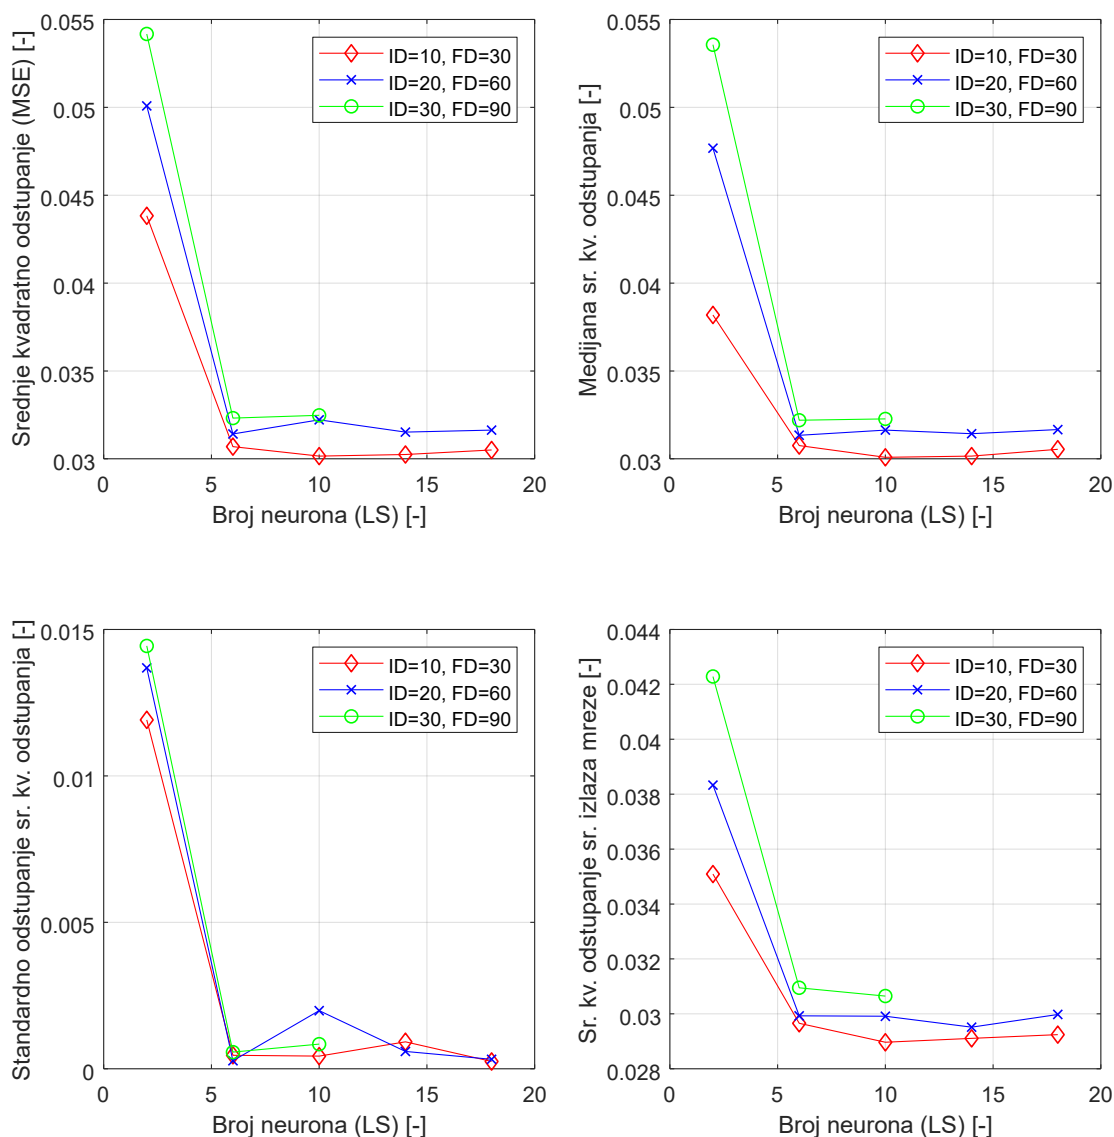 0.055
0.05
0.045
0.04
0.035
0.03
0
5
10
15
20
Srednje kvadratno odstupanje (MSE) [-]
Broj neurona (LS) [-]
ID=10, FD=30
ID=20, FD=60
ID=30, FD=90
0.055
0.05
0.045
0.04
0.035
0.03
0
5
10
15
20
Medijana sr. kv. odstupanja [-]
Broj neurona (LS) [-]
ID=10, FD=30
ID=20, FD=60
ID=30, FD=90
0.015
0.01
0.005
0
0
5
10
15
20
Standardno odstupanje sr. kv. odstupanja [-]
Broj neurona (LS) [-]
ID=10, FD=30
ID=20, FD=60
ID=30, FD=90
0.044
0.042
0.04
0.038
0.036
0.034
0.032
0.03
0.028
0
5
10
15
20
Sr. kv. odstupanje sr. izlaza mreze [-]
Broj neurona (LS) [-]
ID=10, FD=30
ID=20, FD=60
ID=30, FD=90